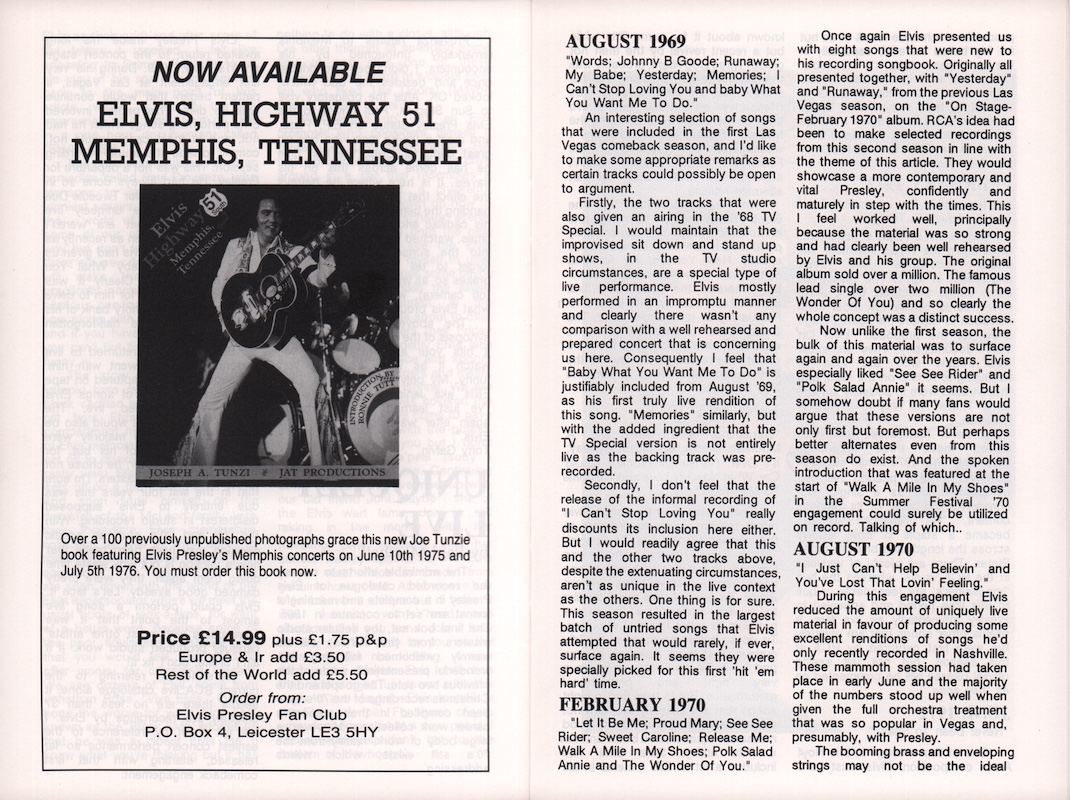 NOW AVAILABLE
ELVIS, HIGHWAY 51
MEMPHIS, TENNESSEE
Elvis
Highway 51
Memphis,
Tennessee
INTRODUCTION BY
RONNIE TUTT
JOSEPH A. TUNZI JAT PRODUCTIONS
Over a 100 previously unpublished photographs grace this new Joe Tunzie
book featuring Elvis Presley's Memphis concerts on June 10th 1975 and
July 5th 1976. You must order this book now.
Price £14.99 plus £1.75 p&p
Europe & Ir add £3.50
Rest of the World add £5.50
Order from:
Elvis Presley Fan Club
P.O. Box 4, Leicester LE3 5HY
AUGUST 1969
"Words; Johnny B Goode; Runaway;
My Babe; Yesterday; Memories; I
Can't Stop Loving You and baby What
You Want Me To Do."
An interesting selection of songs
that were included in the first Las
Vegas comeback season, and I'd like
to make some appropriate remarks as
certain tracks could possibly be open
to argument.
Firstly, the two tracks that were
also given an airing in the '68 TV
Special. I would maintain that the
improvised sit down and stand up
shows, in the TV studio
circumstances, are a special type of
live performance. Elvis mostly
performed in an impromptu manner
and clearly there wasn't any
comparison with a well rehearsed and
prepared concert that is concerning
us here. Consequently I feel that
"Baby What You Want Me To Do" is
justifiably included from August '69,
as his first truly live rendition of
this song. "Memories" similarly, but
with the added ingredient that the
TV Special version is not entirely
live as the backing track was pre-
recorded.
Secondly, I don't feel that the
release of the informal recording of
"I Can't Stop Loving You" really
discounts its inclusion here either.
But I would readily agree that this
and the other two tracks above,
despite the extenuating circumstances,
aren't as unique in the live context
as the others. One thing is for sure.
This season resulted in the largest
batch of untried songs that Elvis
attempted that would rarely, if ever,
surface again. It seems they were
specially picked for this first 'hit 'em
hard' time.
FEBRUARY 1970
"Let It Be Me; Proud Mary; See See
Rider; Sweet Caroline; Release Me;
Walk A Mile In My Shoes; Polk Salad
Annie and The Wonder Of You."
Once again Elvis presented us
with eight songs that were new to
his recording songbook. Originally all
presented together, with "Yesterday"
and "Runaway," from the previous Las
Vegas season, on the "On Stage-
February 1970" album. RCA's idea had
been to make selected recordings
from this second season in line with
the theme of this article. They would
showcase a more contemporary and
vital Presley, confidently and
maturely in step with the times. This
I feel worked well, principally
because the material was so strong
and had clearly been well rehearsed
by Elvis and his group. The original
album sold over a million. The famous
lead single over two million (The
Wonder Of You) and so clearly the
whole concept was a distinct success.
Now unlike the first season, the
bulk of this material was to surface
again and again over the years. Elvis
especially liked "See See Rider" and
"Polk Salad Annie" it seems. But I
somehow doubt if many fans would
argue that these versions are not
only first but foremost. But perhaps
better alternates even from this
season do exist. And the spoken
introduction that was featured at the
start of "Walk A Mile In My Shoes"
in the Summer Festival '70
engagement could surely be utilized
on record. Talking of which..
AUGUST 1970
"I Just Can't Help Believin' and
You've Lost That Lovin' Feeling."
During this engagement Elvis
reduced the amount of uniquely live
material in favour of producing some
excellent renditions of songs he'd
only recently recorded in Nashville.
These mammoth session had taken
place in early June and the majority
of the numbers stood up well when
given the full orchestra treatment
that was so popular in Vegas and,
presumably, with Presley.
The booming brass and enveloping
strings may not be the ideal